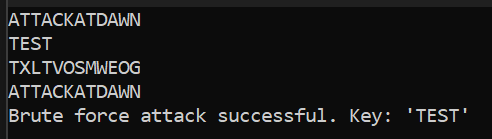 ATTACKATDAWN
TEST
TXLTVOSMWEOG
ATTACKATDAWN
Brute force attack successful. Key: 'TEST'